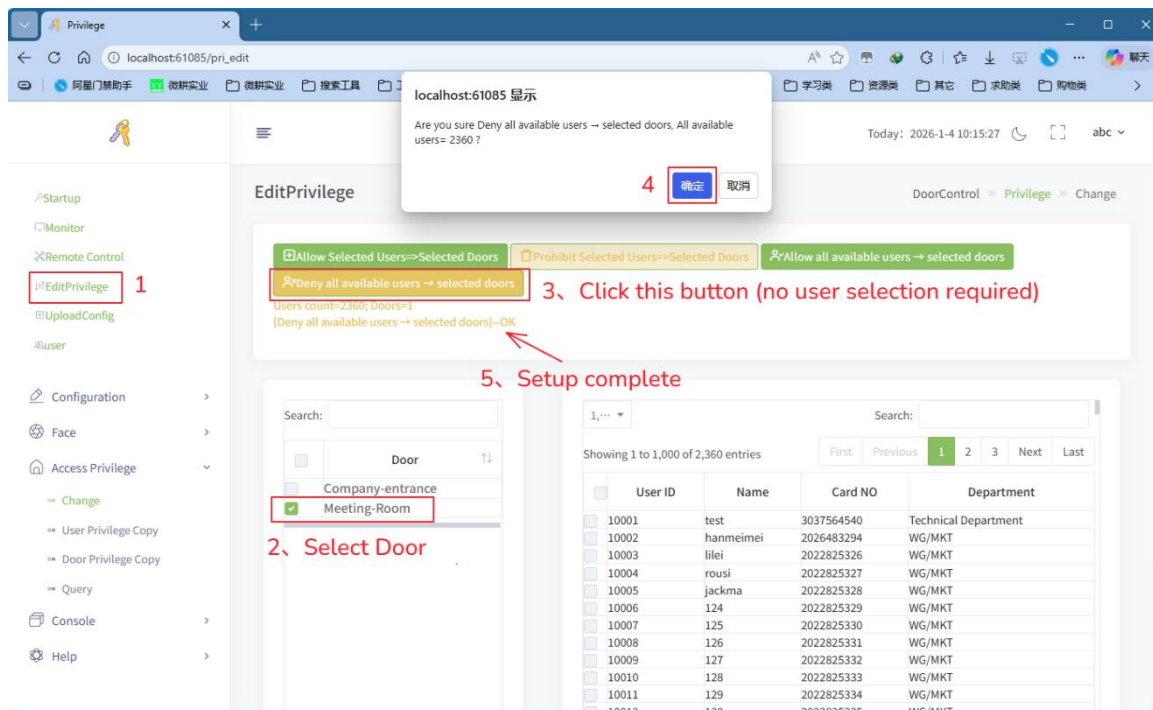 Privilege
localhost:61085/pri_edit
聊天
阿星门禁助手
微耕实业
微耕实业
搜索工具
学习类
资源类
其它
求助类
购物类
localhost:61085 显示
Are you sure Deny all available users → selected doors, All available
users= 2360 ?
4
确定
取消
Today：2026-1-4 10:15:27
abc
EditPrivilege
DoorControl » Privilege » Change
Startup
Monitor
Remote Control
EditPrivilege
1
UploadConfig
user
Configuration
Face
Access Privilege
Change
User Privilege Copy
Door Privilege Copy
Query
Console
Help
Allow Selected Users=>Selected Doors
Prohibit Selected Users=>Selected Doors
Allow all available users → selected doors
Deny all available users → selected doors
3、Click this button (no user selection required)
Users count=2360; Doors=1
[Deny all available users → selected doors]--OK
5、Setup complete
Search:
Door
Company-entrance
Meeting-Room
2、Select Door
1,...
Search:
Showing 1 to 1,000 of 2,360 entries
First Previous 1 2 3 Next Last
User ID Name Card NO Department
10001 test 3037564540 Technical Department
10002 hanmeimei 2026483294 WG/MKT
10003 lilei 2022825326 WG/MKT
10004 rousi 2022825327 WG/MKT
10005 jackma 2022825328 WG/MKT
10006 124 2022825329 WG/MKT
10007 125 2022825330 WG/MKT
10008 126 2022825331 WG/MKT
10009 127 2022825332 WG/MKT
10010 128 2022825333 WG/MKT
10011 129 2022825334 WG/MKT